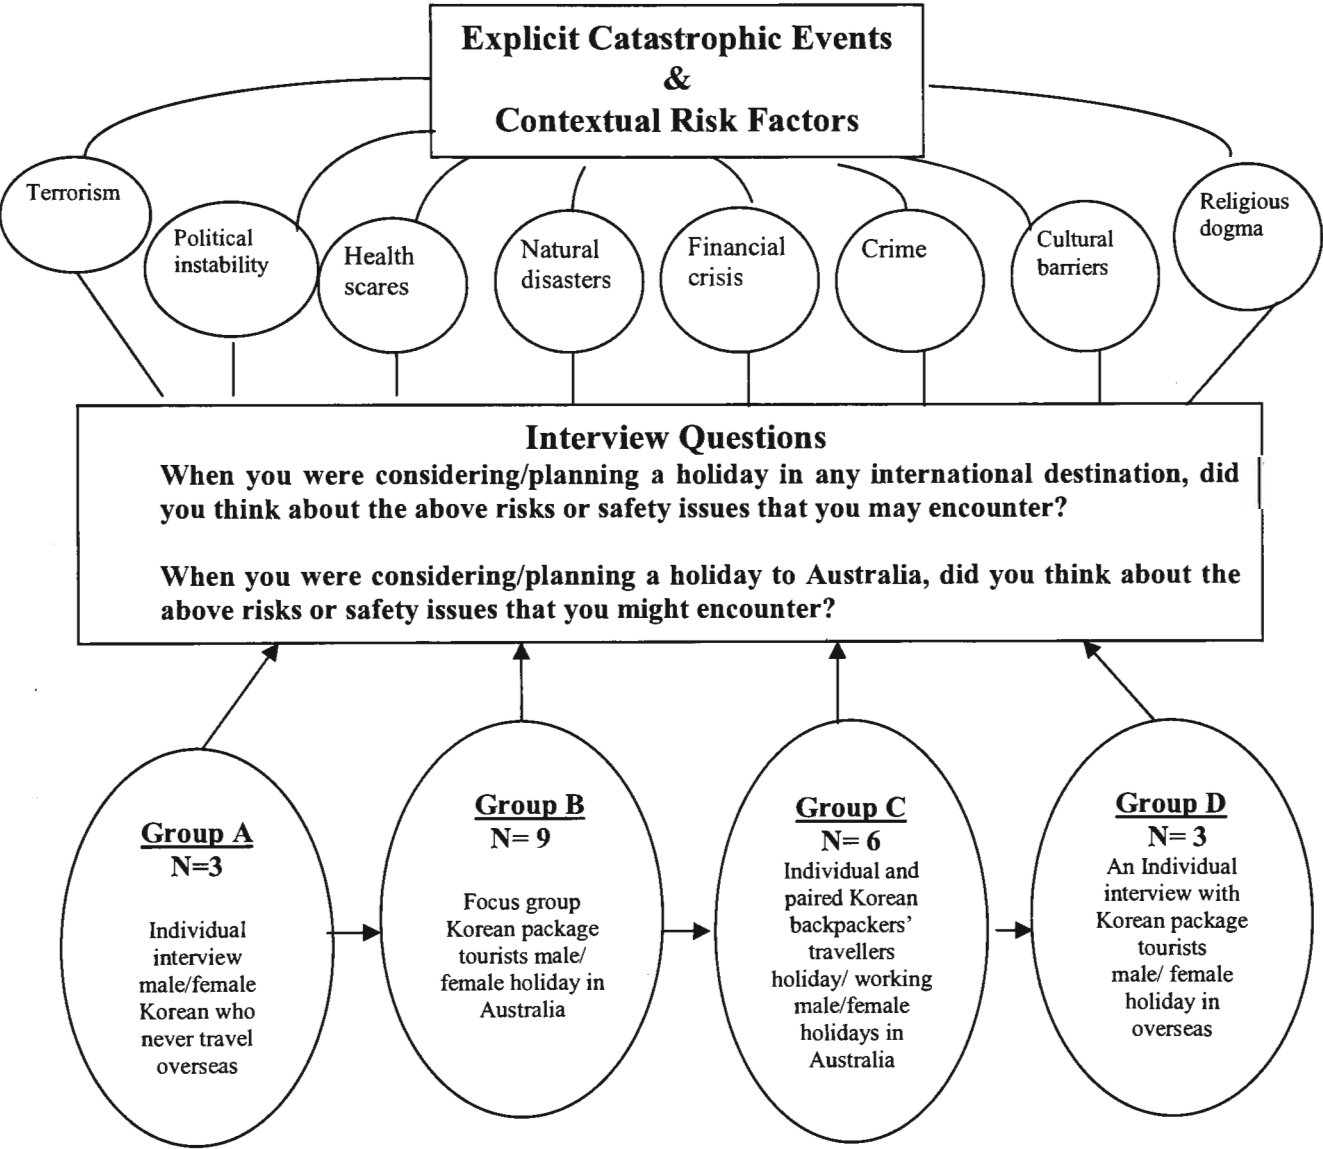 Explicit Catastrophic Events
&
Contextual Risk Factors
Terrorism
Political
instability
Health
scares
Natural
disasters
Financial
crisis
Crime
Cultural
barriers
Religious
dogma
Interview Questions
When you were considering/planning a holiday in any international destination, did
you think about the above risks or safety issues that you may encounter?
When you were considering/planning a holiday to Australia, did you think about the
above risks or safety issues that you might encounter?
Group A
N=3
Individual
interview
male/female
Korean who
never travel
overseas
Group B
N= 9
Focus group
Korean package
tourists male/
female holiday in
Australia
Group C
N= 6
Individual and
paired Korean
backpackers’
travellers
holiday/ working
male/female
holidays in
Australia
Group D
N= 3
An Individual
interview with
Korean package
tourists
male/ female
holiday in
overseas